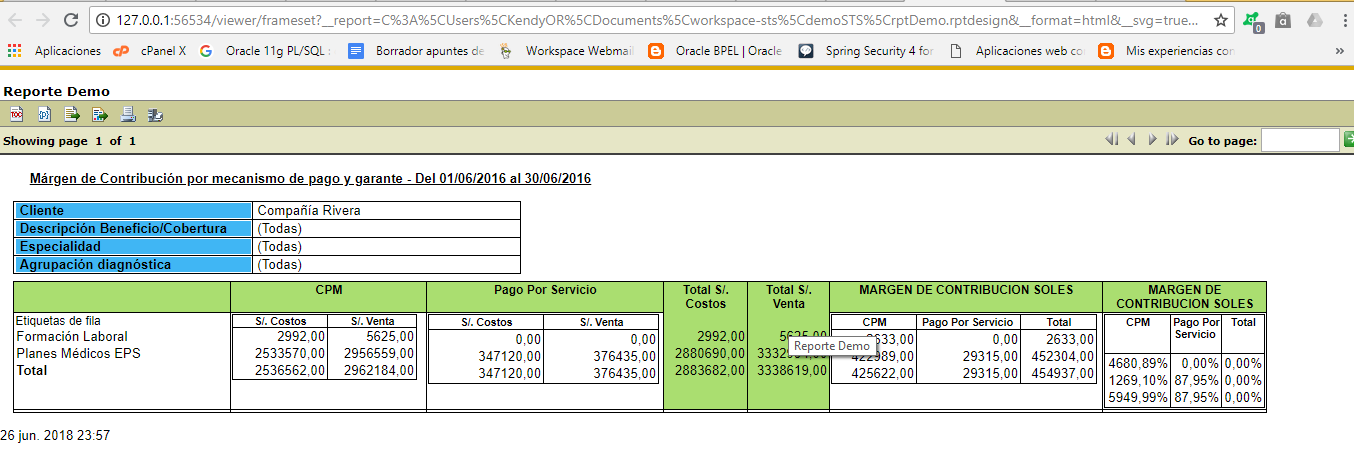 127.0.0.1:56534/viewer/frameset?__report=C%3A%5CUsers%5CKendyOR%5CDocuments%5Cworkspace-sts%5CdemoSTS%5CrptDemo.rptdesign&__format=html&__svg=true...
0
Aplicaciones cPanel X Oracle 11g PL/SQL : Borrador apuntes de Workspace Webmail Oracle BPEL | Oracle Spring Security 4 for Aplicaciones web co Mis experiencias con »
Reporte Demo
TOC
Showing page 1 of 1 Go to page:
Márgen de Contribución por mecanismo de pago y garante - Del 01/06/2016 al 30/06/2016
Cliente Compañía Rivera
Descripción Beneficio/Cobertura (Todas)
Especialidad (Todas)
Agrupación diagnóstica (Todas)
CPM Pago Por Servicio Total S/. Costos Total S/. Venta MARGEN DE CONTRIBUCION SOLES MARGEN DE CONTRIBUCION SOLES
Etiquetas de fila S/. Costos S/. Venta S/. Costos S/. Venta CPM Pago Por Servicio Total CPM Pago Por Servicio Total
Formación Laboral 2992,00 5625,00 0,00 0,00 2992,00 5625,00 2633,00 0,00 2633,00 4680,89% 0,00% 0,00%
Planes Médicos EPS 2533570,00 2956559,00 347120,00 376435,00 2880690,00 422989,00 29315,00 452304,00 1269,10% 87,95% 0,00%
Total 2536562,00 2962184,00 347120,00 376435,00 2883682,00 3338619,00 425622,00 29315,00 454937,00 5949,99% 87,95% 0,00%
Reporte Demo
26 jun. 2018 23:57